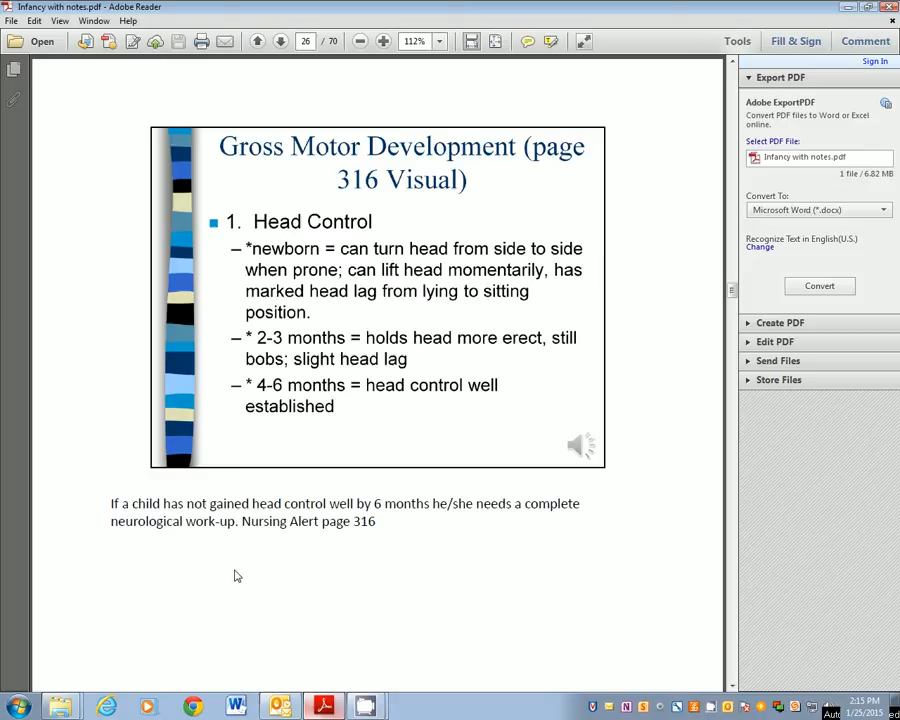 Infancy with notes.pdf - Adobe Reader
File Edit View Window Help
Open 26 / 70 112% Tools Fill & Sign Comment
Sign In
Export PDF
Adobe ExportPDF
Convert PDF files to Word or Excel
online.
Select PDF File:
Infancy with notes.pdf
1 file / 6.82 MB
Convert To:
Microsoft Word (*.docx)
Recognize Text in English(U.S.)
Change
Convert
Create PDF
Edit PDF
Send Files
Store Files
Gross Motor Development (page
316 Visual)
1. Head Control
– *newborn = can turn head from side to side
when prone; can lift head momentarily, has
marked head lag from lying to sitting
position.
– * 2-3 months = holds head more erect, still
bobs; slight head lag
– * 4-6 months = head control well
established
If a child has not gained head control well by 6 months he/she needs a complete
neurological work-up. Nursing Alert page 316
2:15 PM
1/25/2015